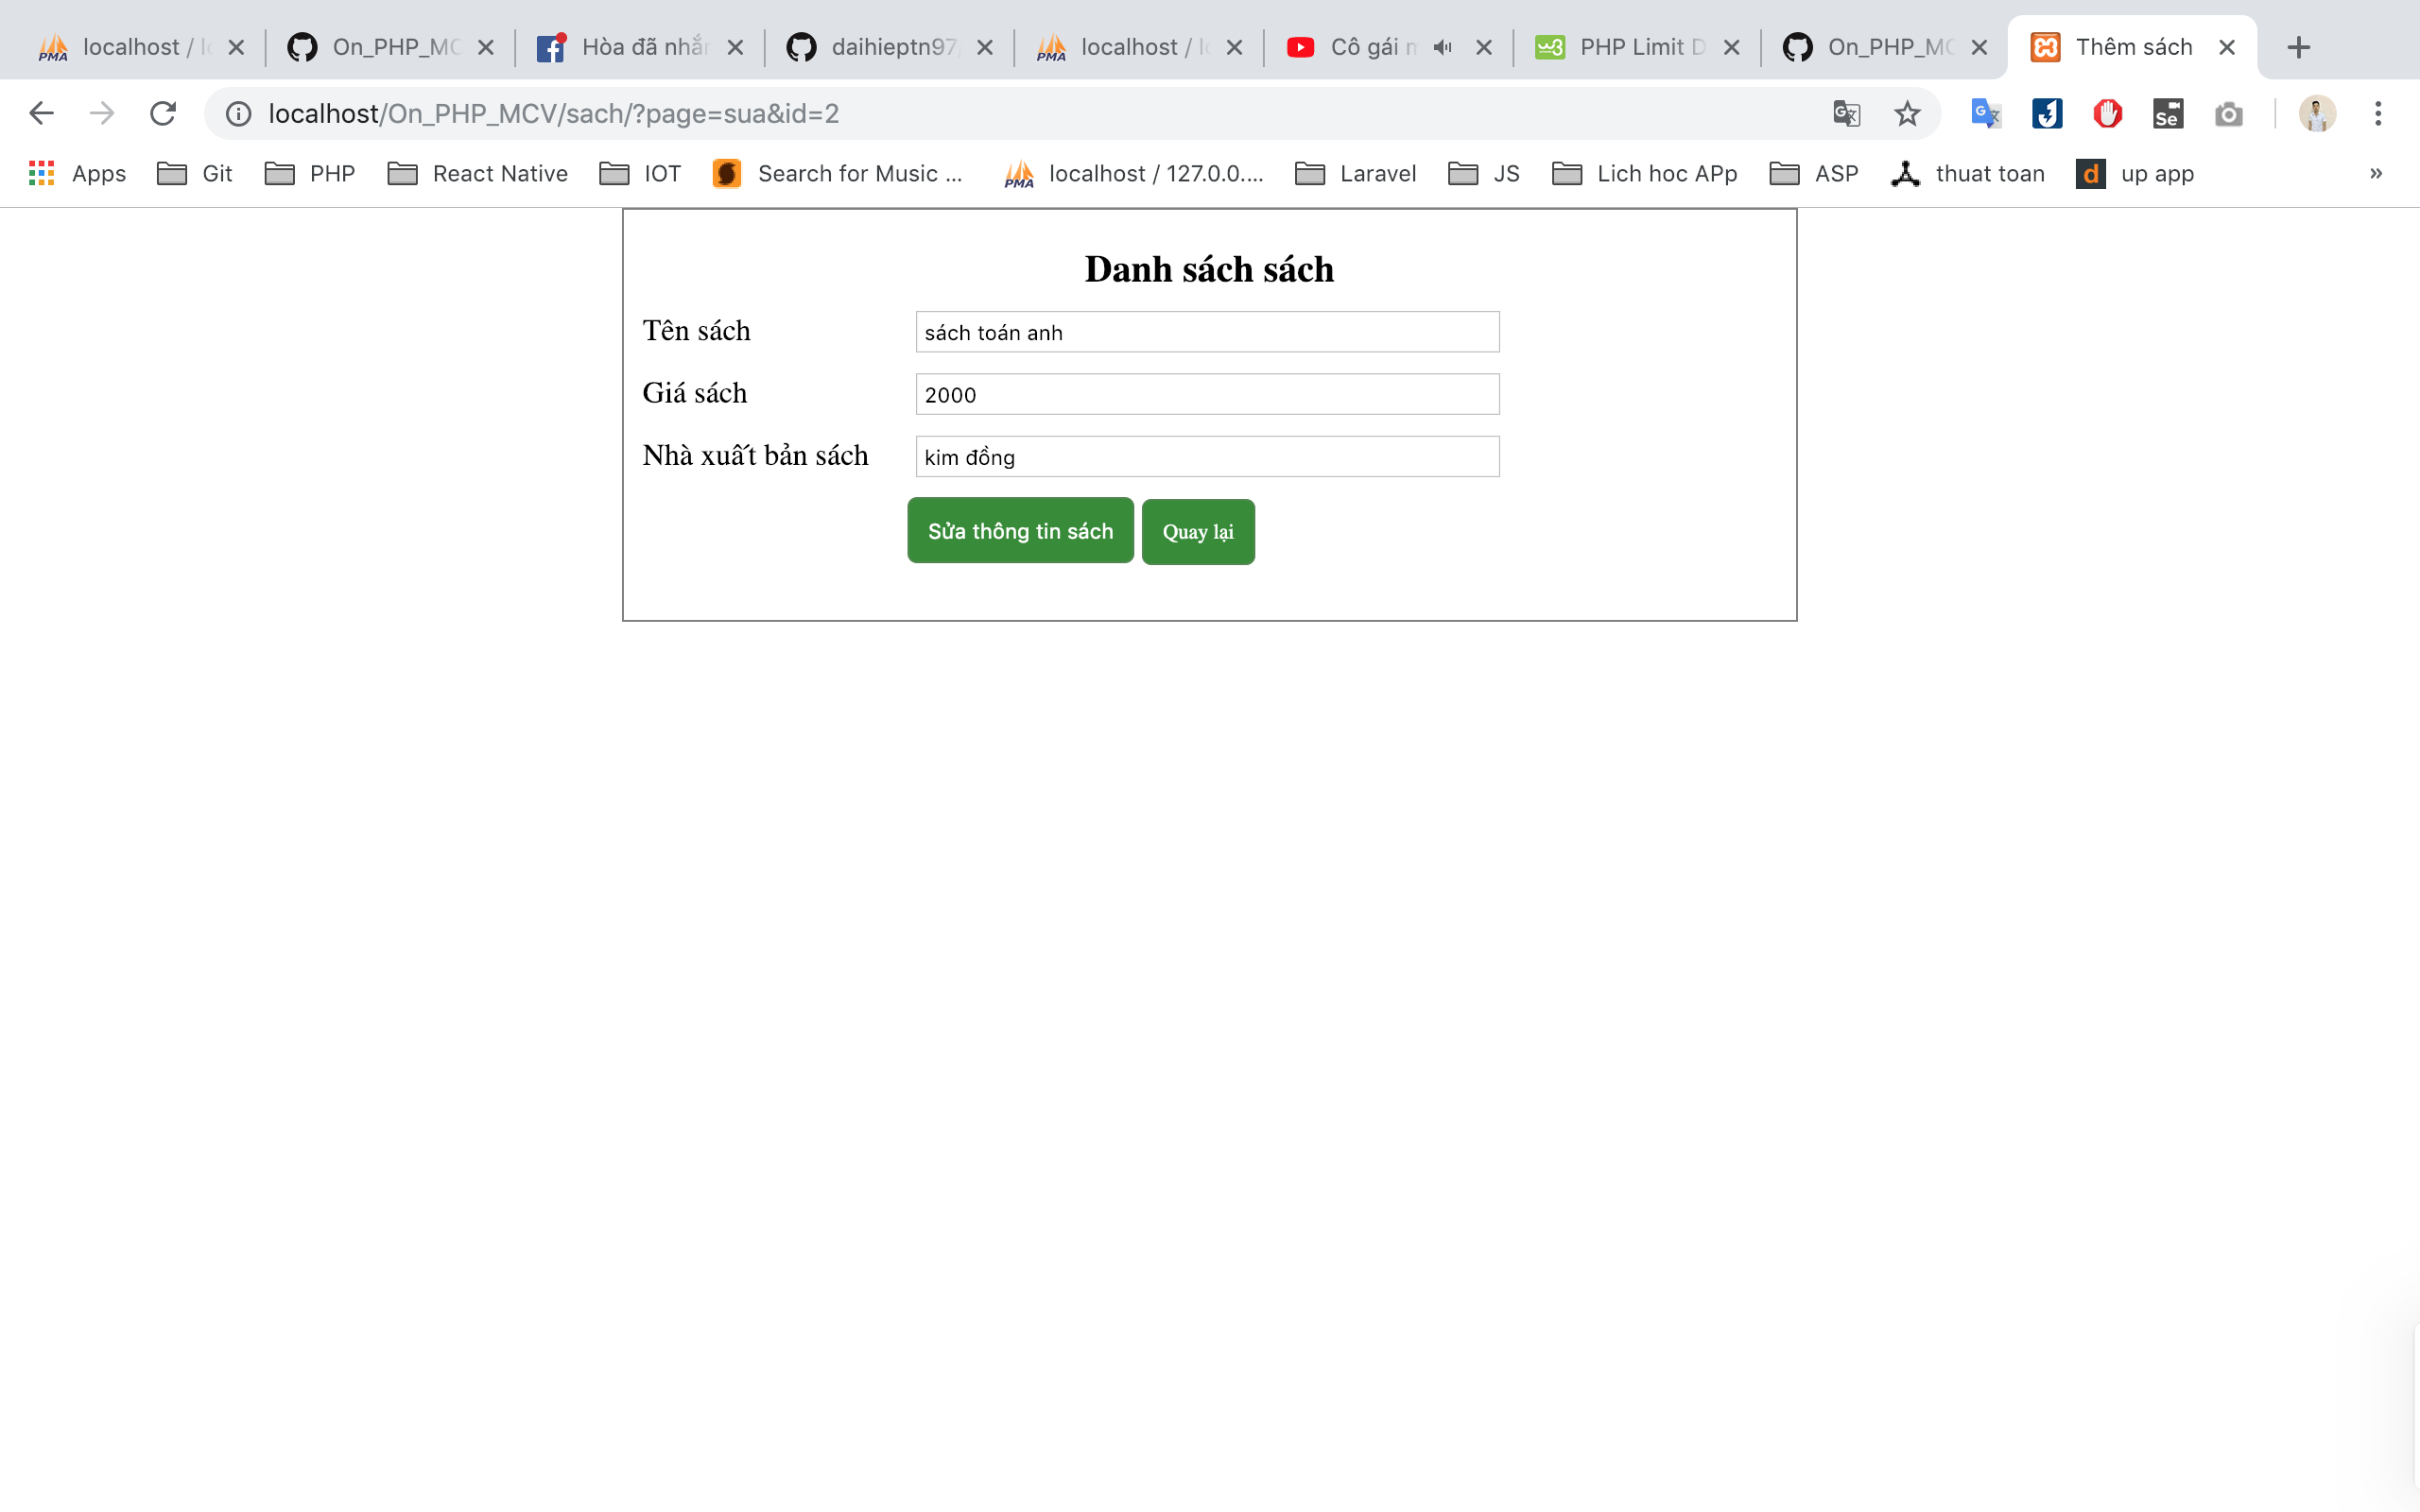 localhost / lo
On_PHP_MC
Hòa đã nhắn
daihieptn97/
localhost / lo
Cô gái m
PHP Limit D
On_PHP_MC
Thêm sách
localhost/On_PHP_MCV/sach/?page=sua&id=2
Apps
Git
PHP
React Native
IOT
Search for Music ...
localhost / 127.0.0....
Laravel
JS
Lich hoc APp
ASP
thuat toan
up app
»
Danh sách sách
Tên sách
sách toán anh
Giá sách
2000
Nhà xuất bản sách
kim đồng
Sửa thông tin sách
Quay lại